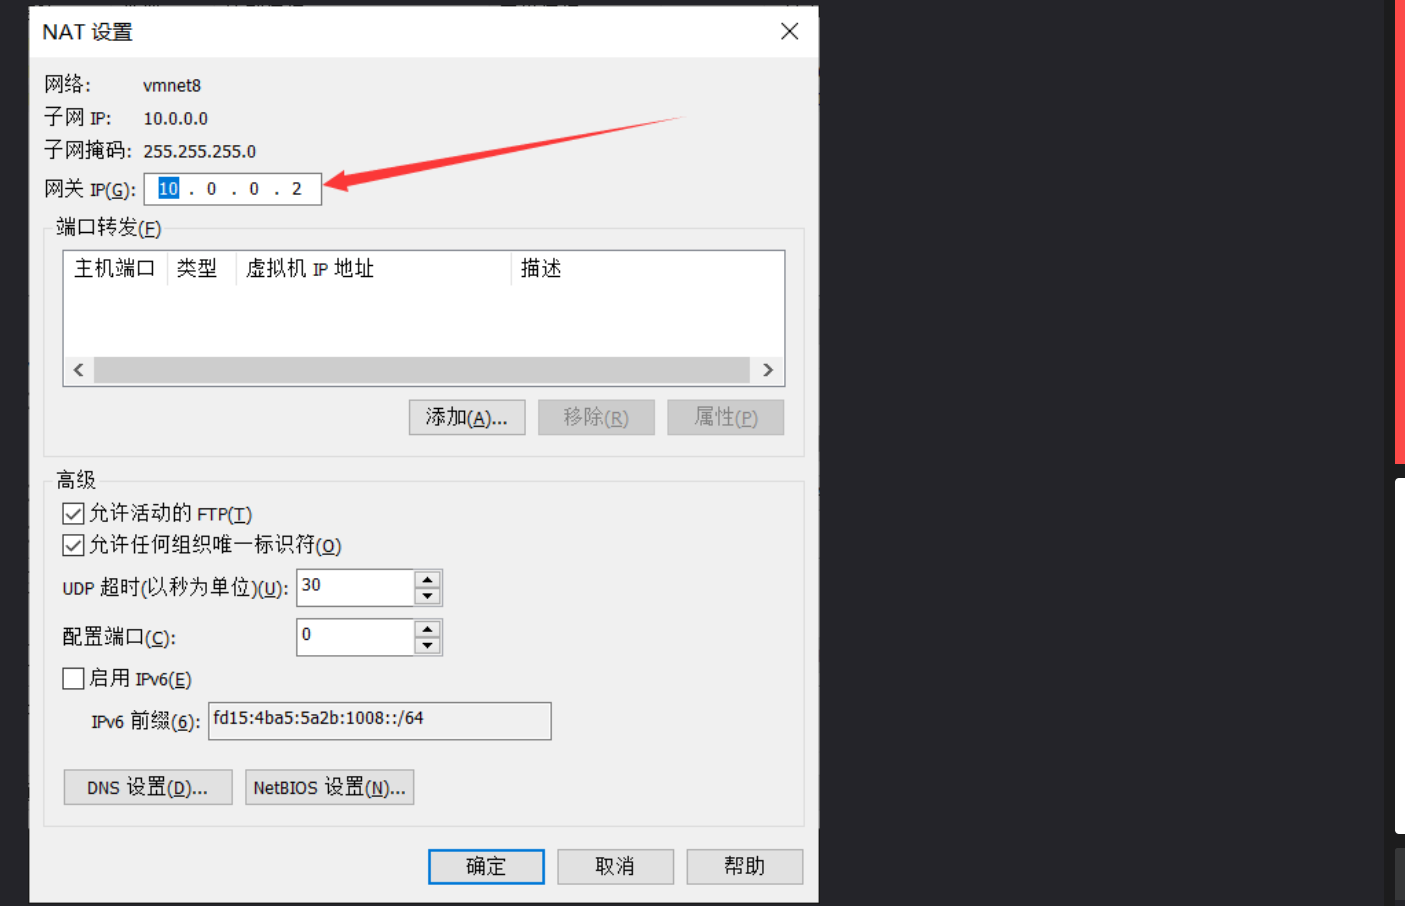 NAT 设置
网络: vmnet8
子网 IP: 10.0.0.0
子网掩码: 255.255.255.0
网关 IP(G): 10 . 0 . 0 . 2
端口转发(F)
主机端口 类型 虚拟机 IP 地址 描述
添加(A)... 移除(R) 属性(P)
高级
允许活动的 FTP(T)
允许任何组织唯一标识符(O)
UDP 超时(以秒为单位)(U): 30
配置端口(C): 0
启用 IPv6(E)
IPv6 前缀(6): fd15:4ba5:5a2b:1008::/64
DNS 设置(D)... NetBIOS 设置(N)...
确定 取消 帮助